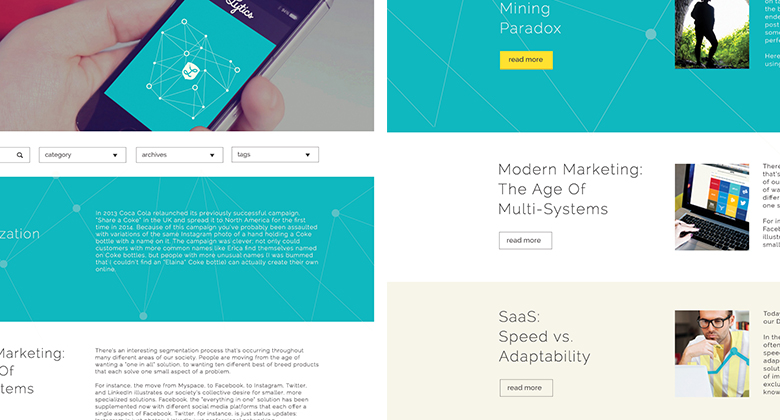 Lytics
category
archives
tags
ization
In 2013 Coca Cola relaunched its previously successful campaign,
"Share a Coke" in the UK and spread it to North America for the first
time in 2014. Because of this campaign you've probably been assaulted
with variations of the same Instagram photo of a hand holding a Coke
bottle with a name on it. The campaign was clever: not only could
customers with more common names like Erica find themselves named
on Coke bottles, but people with more unusual names (I was bummed
that I couldn't find an "Elaina" Coke bottle) can actually create their own
online.
Marketing:
Of
tems
There's an interesting segmentation process that's occurring throughout
many different areas of our society. People are moving from the age of
wanting a "one in all" solution, to wanting ten different best of breed products
that each solve one small aspect of a problem.
For instance, the move from Myspace, to Facebook, to Instagram, Twitter,
and LinkedIn illustrates our society's collective desire for smaller, more
specialized solutions. Facebook, the "everything in one" solution has been
supplemented now with different social media platforms that each offer a
single aspect of Facebook. Twitter, for instance, is just status updates;
Mining
Paradox
read more
the b
ende
post
some
perfe
Here
using
Modern Marketing:
The Age Of
Multi-Systems
read more
There
that's
of our
of wa
differ
one s
For in
Faceb
illustr
small
SaaS:
Speed vs.
Adaptability
read more
Today
our D
In the
often
speed
adap
solut
of im
exclu
know